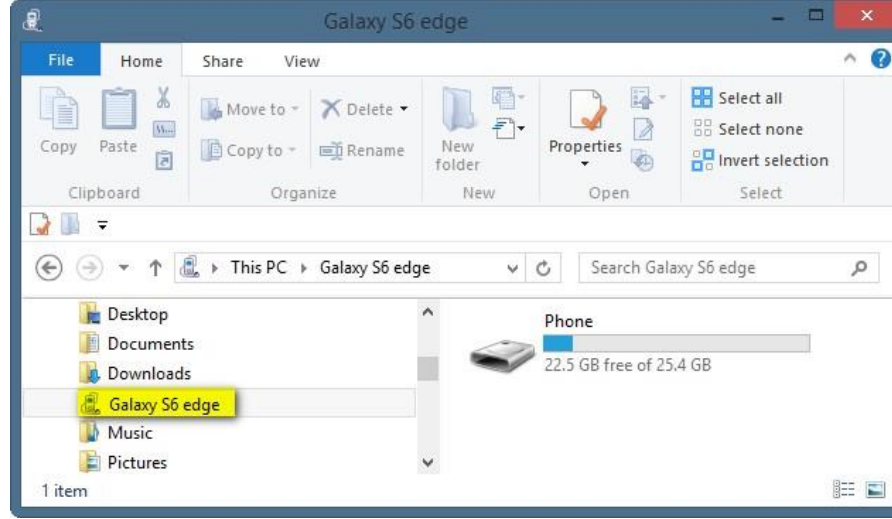 Galaxy S6 edge
File Home Share View
Copy
Paste
Move to
Copy to
Delete
Rename
New
folder
Properties
Select all
Select none
Invert selection
Clipboard
Organize
New
Open
Select
This PC Galaxy S6 edge
Search Galaxy S6 edge
Desktop
Documents
Downloads
Galaxy S6 edge
Music
Pictures
Phone
22.5 GB free of 25.4 GB
1 item